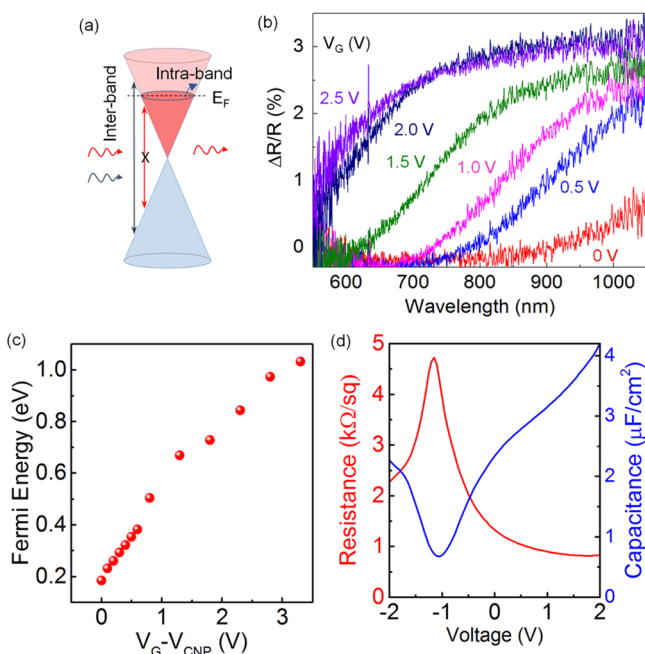 (a)
Inter-band
Intra-band
E_F
X
(b)
V_G (V)
2.5 V
2.0 V
1.5 V
1.0 V
0.5 V
0 V
ΔR/R (%)
3
2
1
0
600 700 800 900 1000
Wavelength (nm)
(c)
Fermi Energy (eV)
1.0
0.8
0.6
0.4
0.2
0 1 2 3
V_G-V_CNP (V)
(d)
Resistance (kΩ/sq)
5
4
3
2
1
0
Capacitance (μF/cm²)
4
3
2
1
0
-2 -1 0 1 2
Voltage (V)